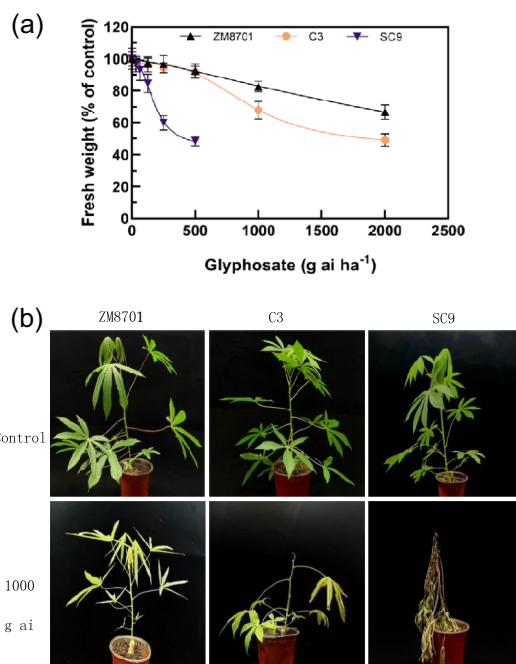 (a)
ZM8701 C3 SC9
120
100
80
60
40
20
0
Fresh weight (% of control)
0 500 1000 1500 2000 2500
Glyphosate (g ai ha⁻¹)
(b)
ZM8701 C3 SC9
Control
1000
g ai